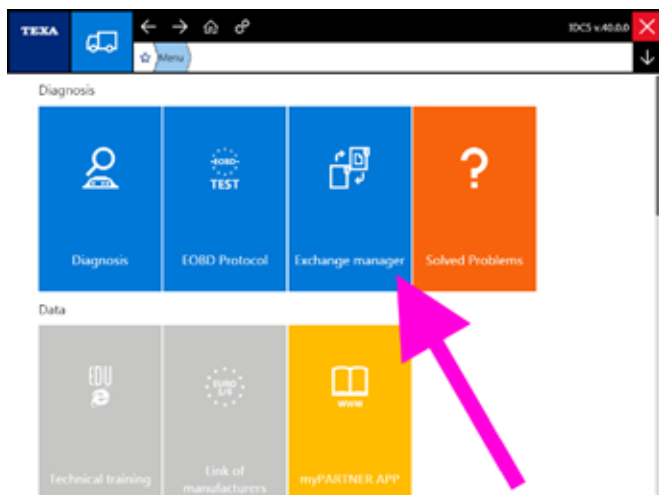 TEXA
IDC5 v.40.0.0
Menu
Diagnosis
EOBD
TEST
Diagnosis
EOBD Protocol
Exchange manager
?
Solved Problems
Data
EDU
EURO
5/6
www
Technical training
Link of
manufacturers
myPARTNER APP